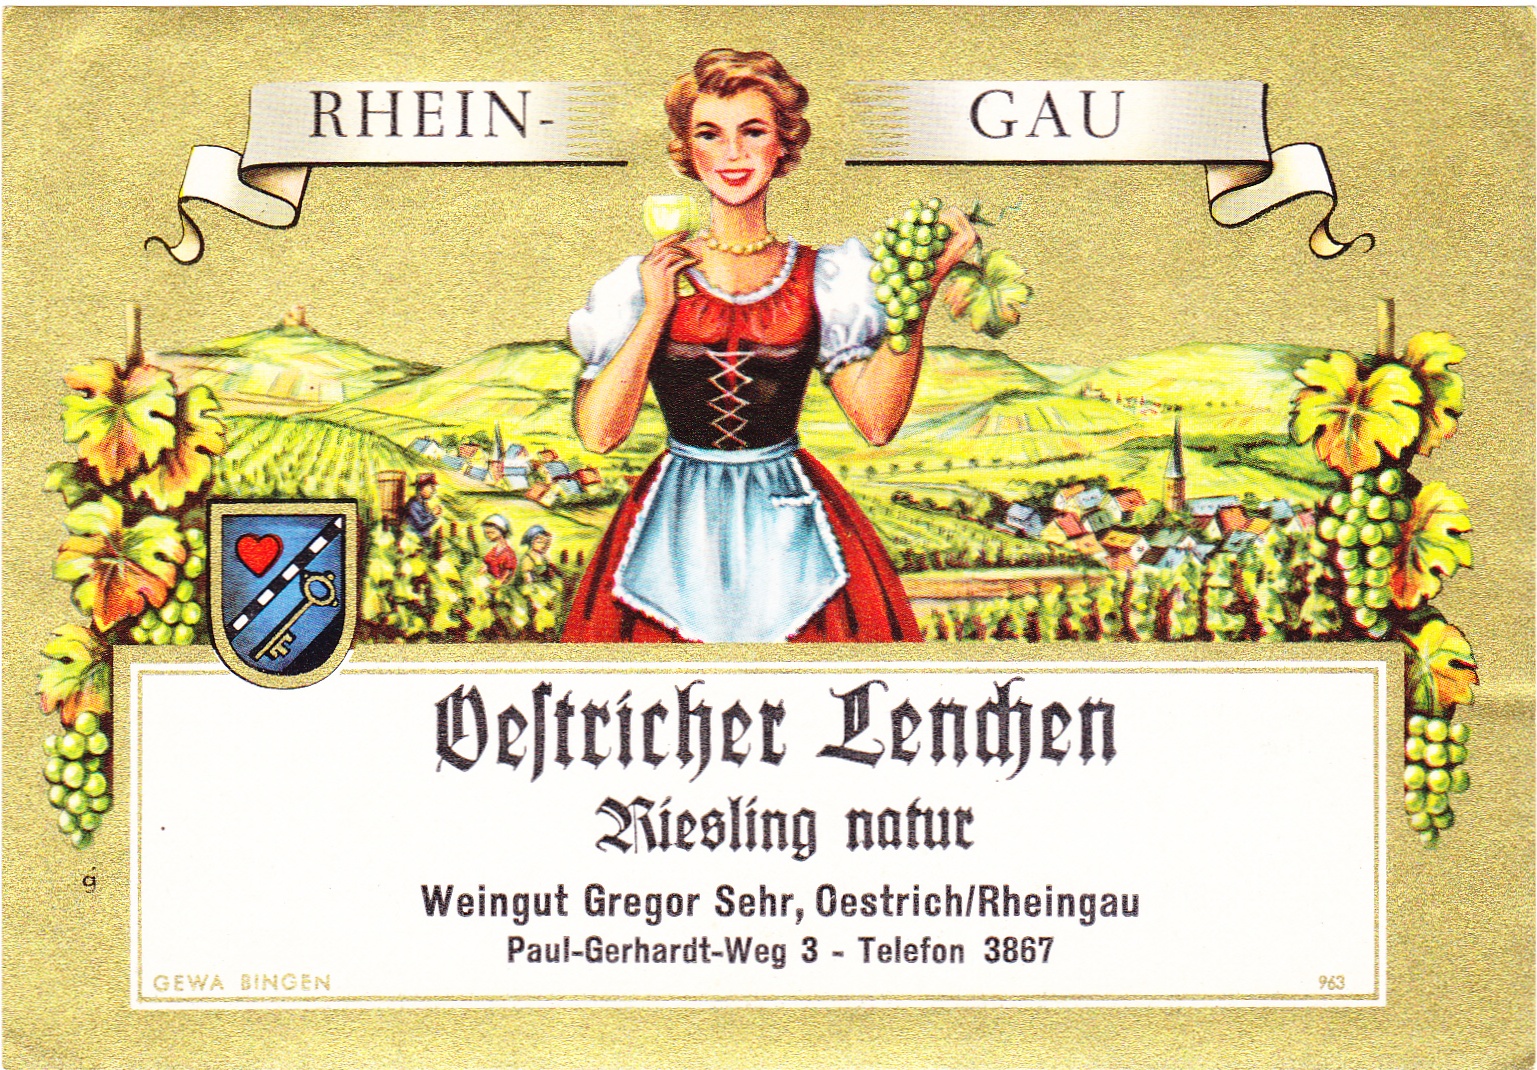 RHEIN- GAU
Oestricher Lenchen
Riesling natur
Weingut Gregor Sehr, Oestrich/Rheingau
Paul-Gerhardt-Weg 3 - Telefon 3867
g
GEWA BINGEN
963